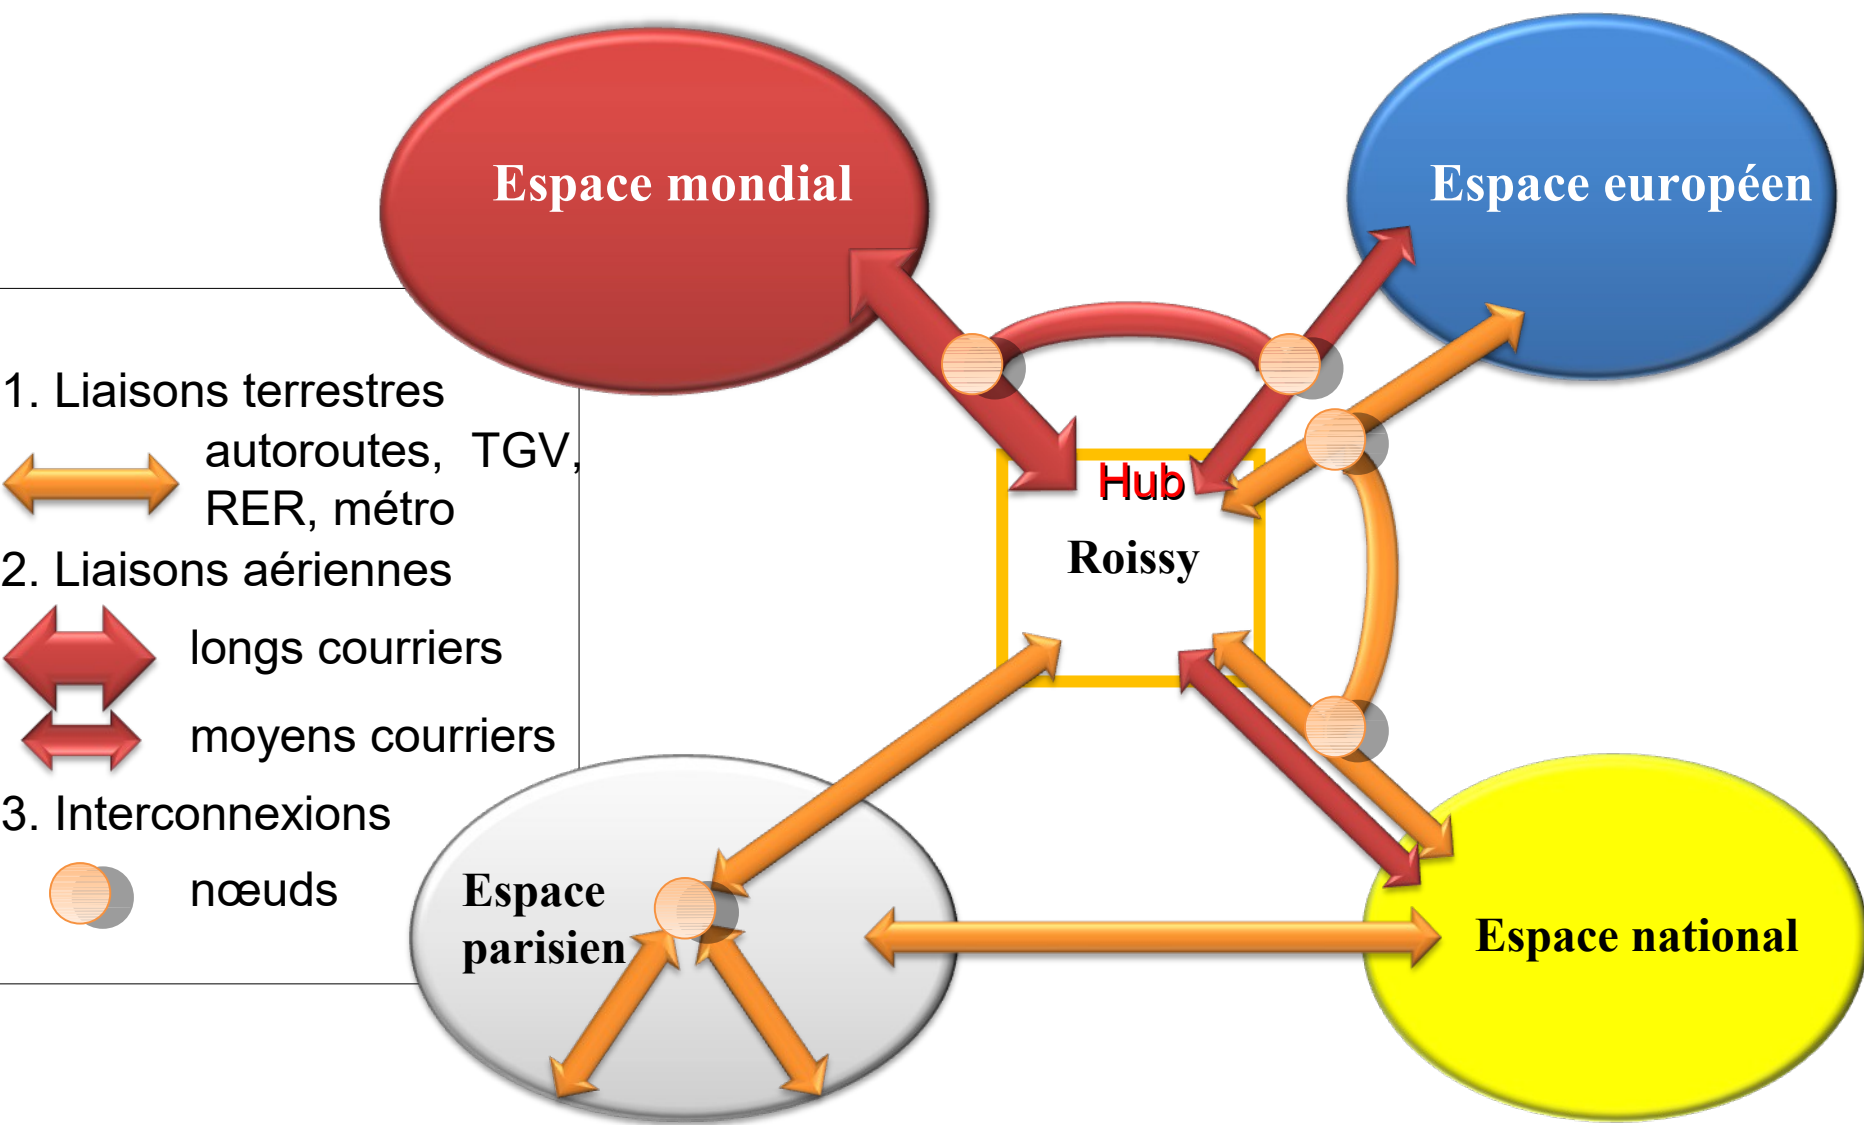 Espace mondial
Espace européen
1. Liaisons terrestres
autoroutes, TGV,
RER, métro
2. Liaisons aériennes
longs courriers
moyens courriers
3. Interconnexions
nœuds
Hub
Roissy
Espace
parisien
Espace national